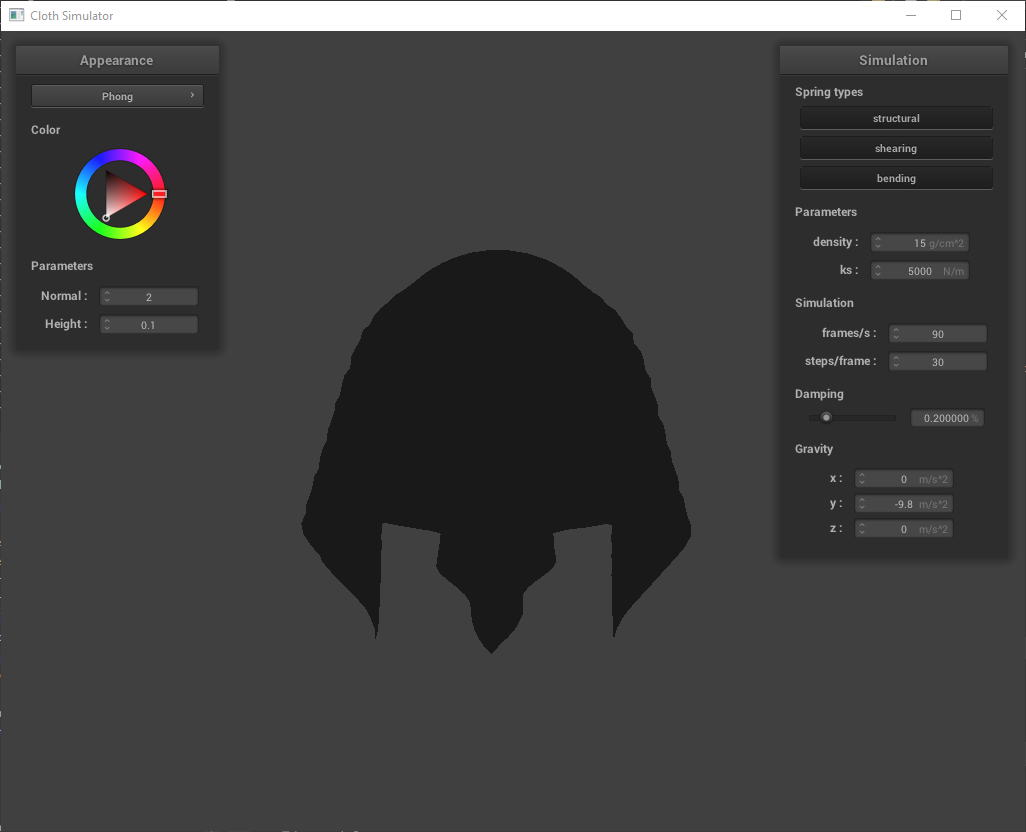 Cloth Simulator
Appearance
Phong
Color
Parameters
Normal : 2
Height : 0.1
Simulation
Spring types
structural
shearing
bending
Parameters
density : 15 g/cm^2
ks : 5000 N/m
Simulation
frames/s : 90
steps/frame : 30
Damping
0.200000 %
Gravity
x : 0 m/s^2
y : -9.8 m/s^2
z : 0 m/s^2